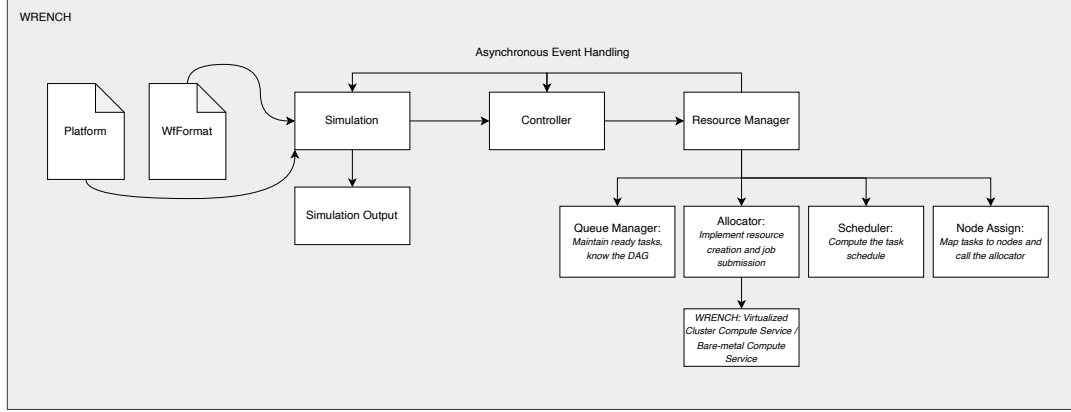 WRENCH
Asynchronous Event Handling
Platform
WfFormat
Simulation
Controller
Resource Manager
Simulation Output
Queue Manager:
Maintain ready tasks,
know the DAG
Allocator:
Implement resource
creation and job
submission
Scheduler:
Compute the task
schedule
Node Assign:
Map tasks to nodes and
call the allocator
WRENCH: Virtualized
Cluster Compute Service /
Bare-metal Compute
Service